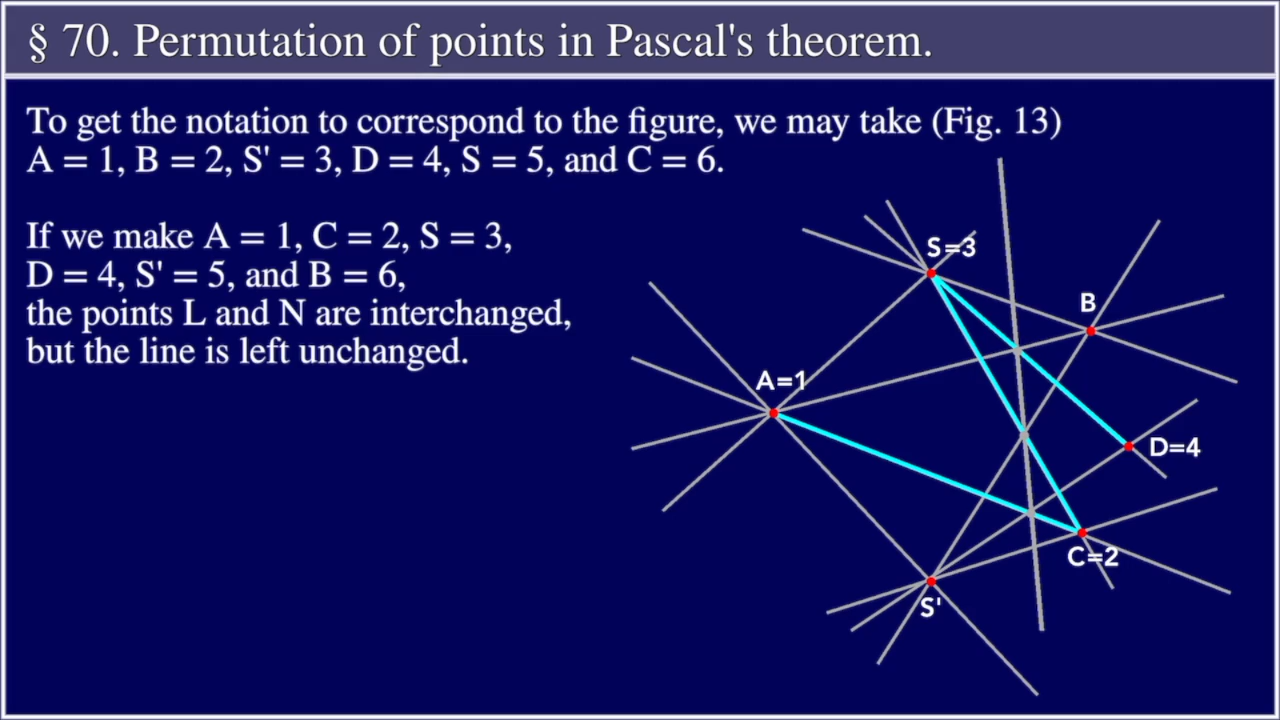 § 70. Permutation of points in Pascal's theorem.
To get the notation to correspond to the figure, we may take (Fig. 13)
A = 1, B = 2, S' = 3, D = 4, S = 5, and C = 6.
If we make A = 1, C = 2, S = 3,
D = 4, S' = 5, and B = 6,
the points L and N are interchanged,
but the line is left unchanged.
S=3
B
A=1
D=4
C=2
S'